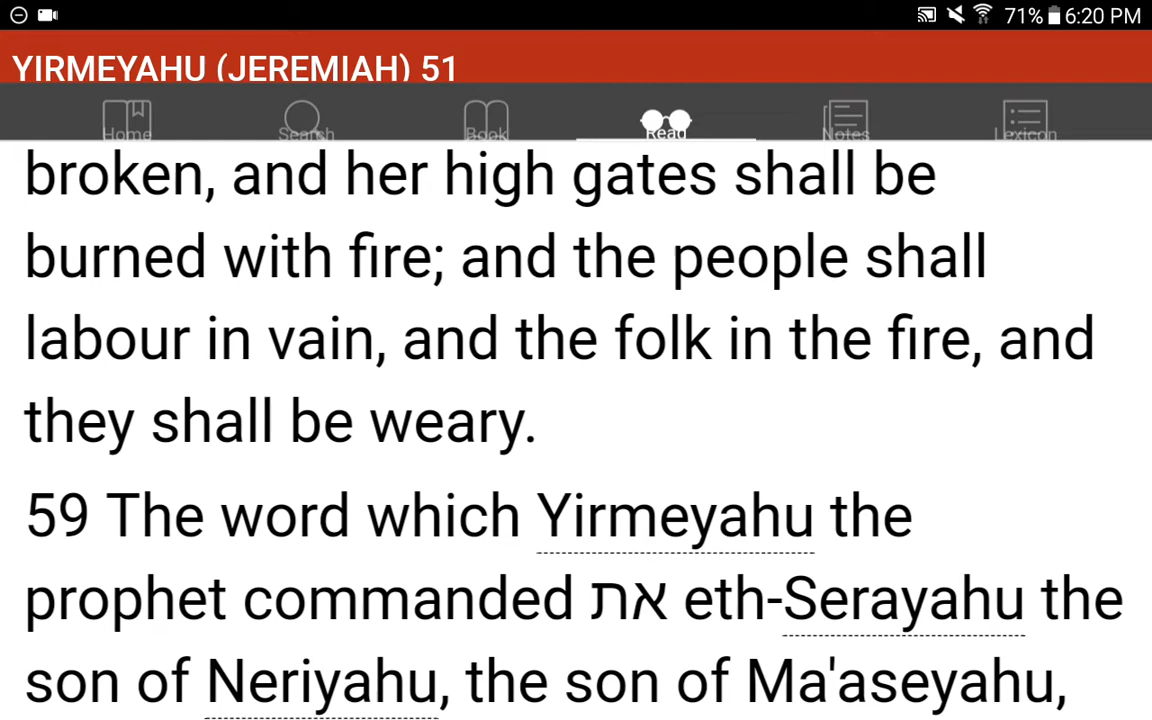 71% 6:20 PM
YIRMEYAHU (JEREMIAH) 51
Home Search Book Read Notes Lexicon
broken, and her high gates shall be
burned with fire; and the people shall
labour in vain, and the folk in the fire, and
they shall be weary.
59 The word which Yirmeyahu the
prophet commanded את eth-Serayahu the
son of Neriyahu, the son of Ma'aseyahu,